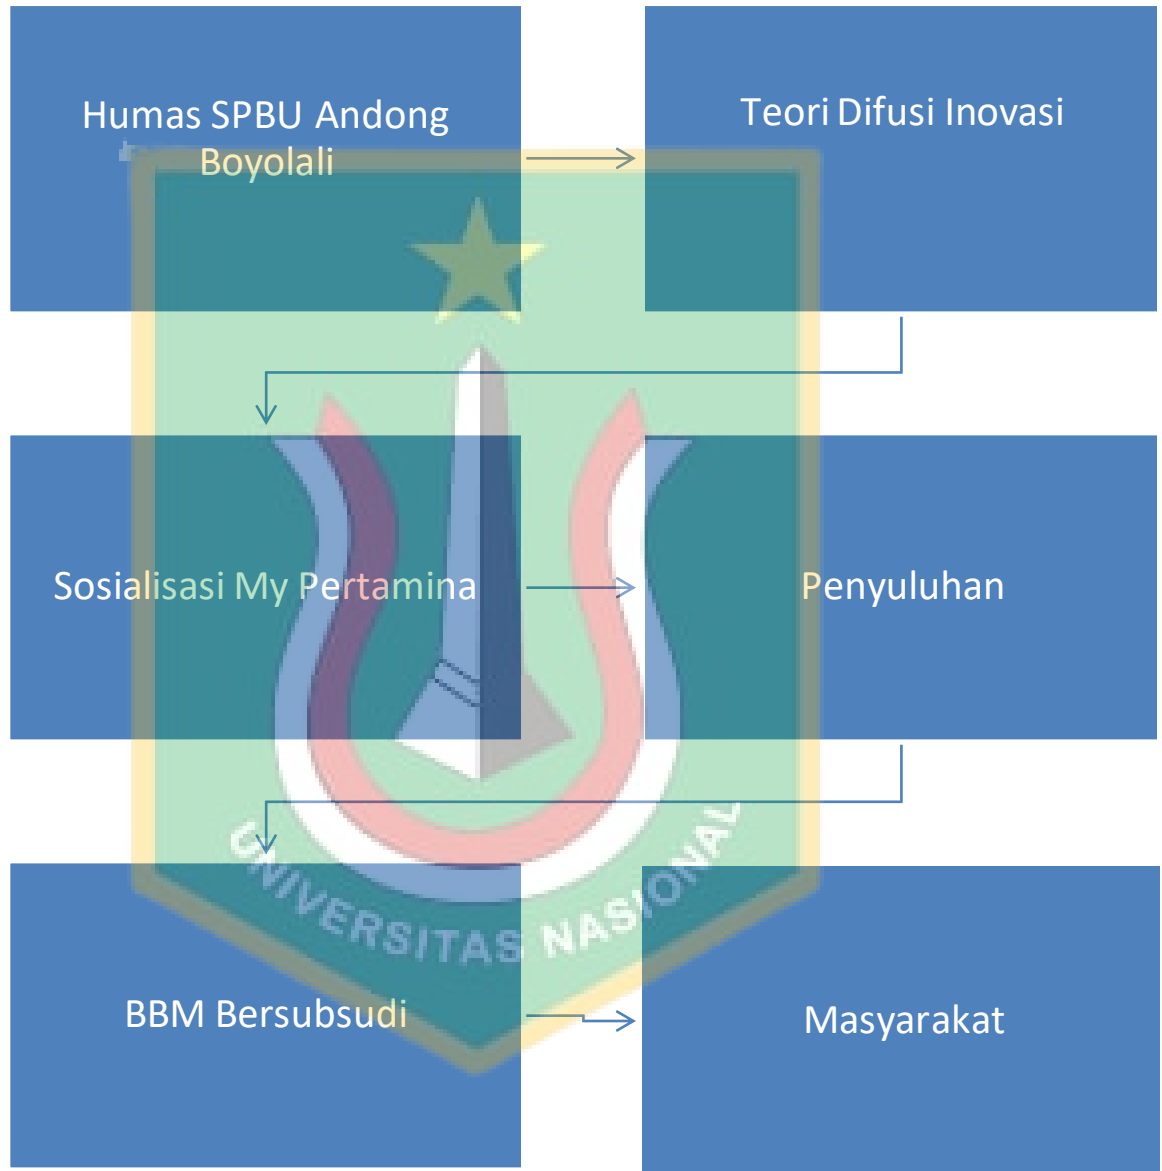 Humas SPBU Andong
Boyolali
Teori Difusi Inovasi
Sosialisasi My Pertamina
Penyuluhan
UNIVERSITAS NASIONAL
BBM Bersubsudi
Masyarakat